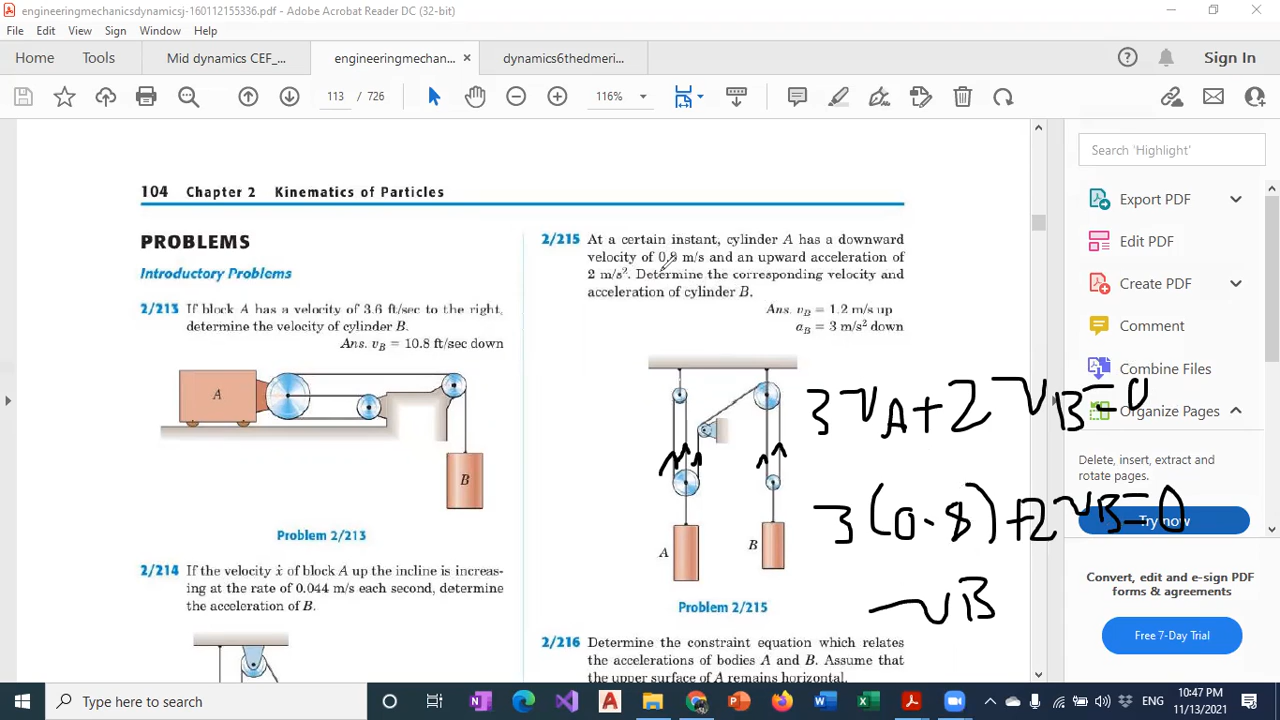 engineeringmechanicsdynamicsj-160112155336.pdf - Adobe Acrobat Reader DC (32-bit)
File Edit View Sign Window Help
Home Tools Mid dynamics CEF_... engineeringmechan... × dynamics6thedmeri... Sign In
113 / 726 116%
104 Chapter 2 Kinematics of Particles
PROBLEMS
Introductory Problems
2/213 If block A has a velocity of 3.6 ft/sec to the right,
determine the velocity of cylinder B.
Ans. vB = 10.8 ft/sec down
A
B
Problem 2/213
2/214 If the velocity ẋ of block A up the incline is increas-
ing at the rate of 0.044 m/s each second, determine
the acceleration of B.
2/215 At a certain instant, cylinder A has a downward
velocity of 0.8 m/s and an upward acceleration of
2 m/s². Determine the corresponding velocity and
acceleration of cylinder B.
Ans. vB = 1.2 m/s up
aB = 3 m/s² down
A
B
Problem 2/215
2/216 Determine the constraint equation which relates
the accelerations of bodies A and B. Assume that
the upper surface of A remains horizontal.
3vA+2vB=0
3(0.8)+2vB=0
vB
Search 'Highlight'
Export PDF
Edit PDF
Create PDF
Comment
Combine Files
Organize Pages
Delete, insert, extract and
rotate pages.
Try now
Convert, edit and e-sign PDF
forms & agreements
Free 7-Day Trial
Type here to search
10:47 PM
11/13/2021